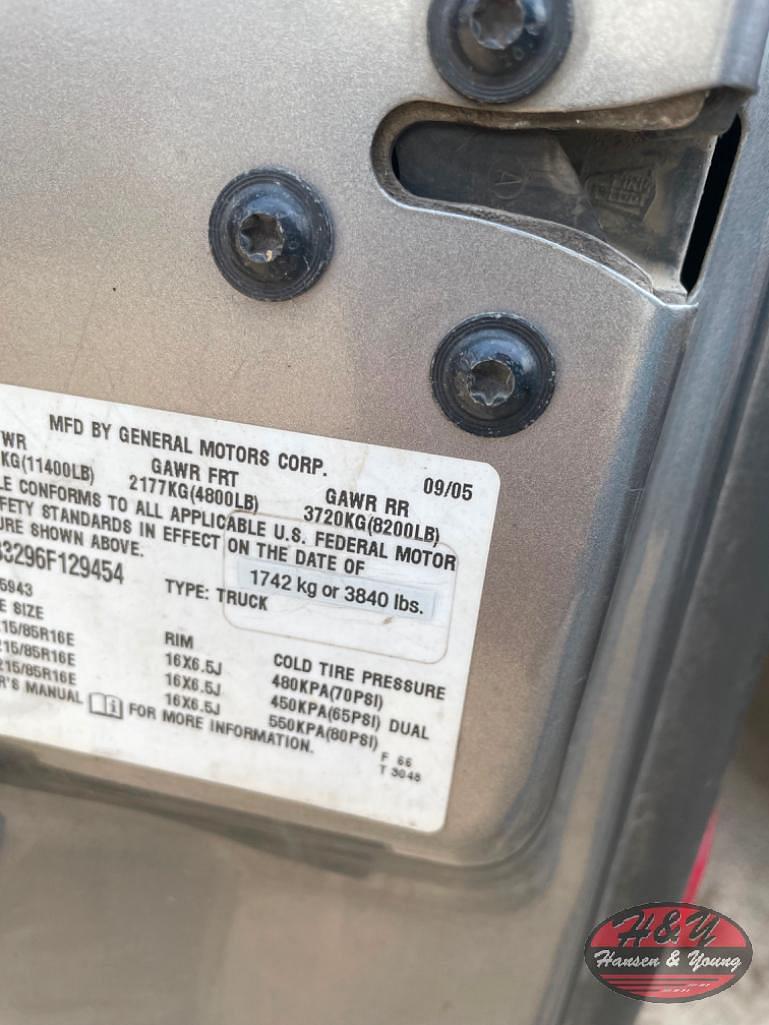 MFD BY GENERAL MOTORS CORP. 09/05
WR GAWR FRT GAWR RR
KG(11400LB) 2177KG(4800LB) 3720KG(8200LB)
LE CONFORMS TO ALL APPLICABLE U.S. FEDERAL MOTOR
FETY STANDARDS IN EFFECT ON THE DATE OF
URE SHOWN ABOVE.
3296F129454 TYPE: TRUCK
1742 kg or 3840 lbs.
5943
E SIZE RIM COLD TIRE PRESSURE
215/85R16E 16X6.5J 480KPA(70PSI)
215/85R16E 16X6.5J 450KPA(65PSI) DUAL
215/85R16E 16X6.5J 550KPA(80PSI)
R'S MANUAL FOR MORE INFORMATION.
F 66
T 3048
H&Y
Hansen & Young